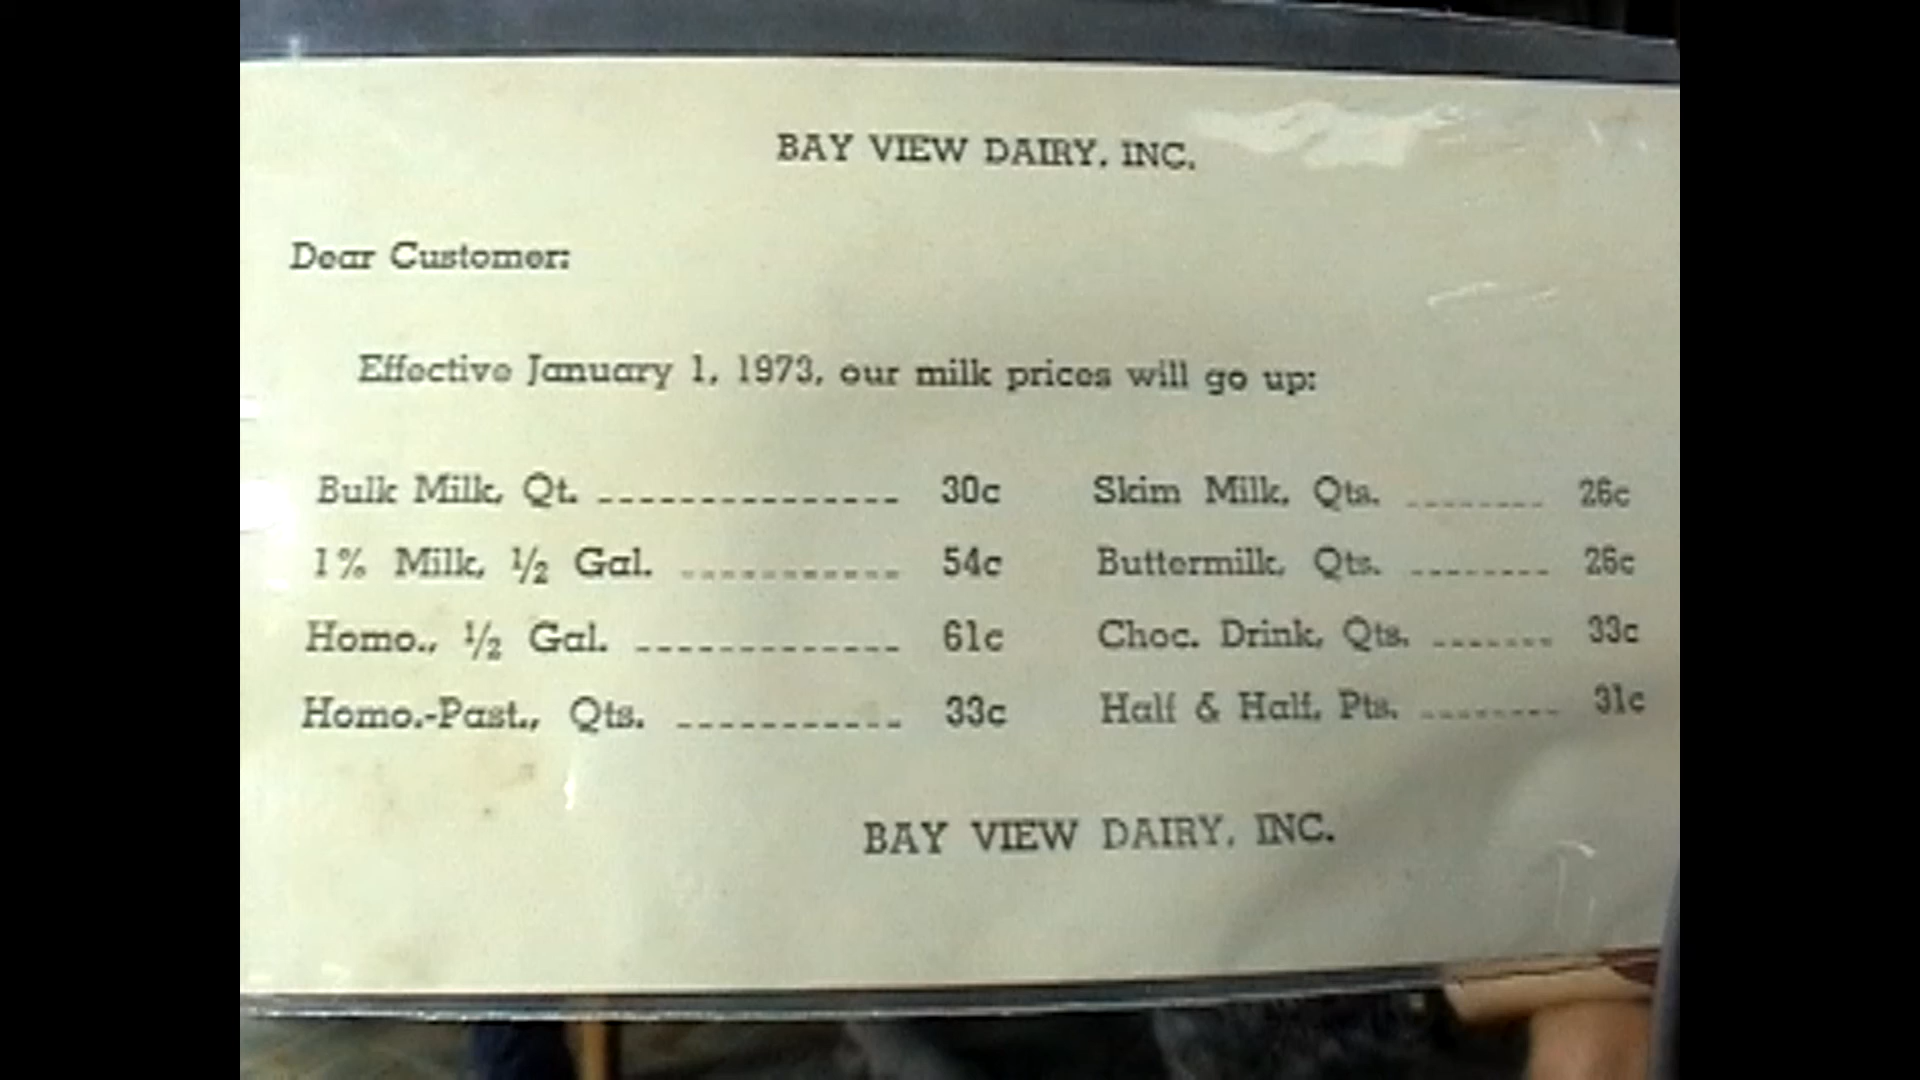 BAY VIEW DAIRY, INC.
Dear Customer:
Effective January 1, 1973, our milk prices will go up:
Bulk Milk, Qt. --------------- 30c Skim Milk, Qts. -------- 26c
1% Milk, ½ Gal. ----------- 54c Buttermilk, Qts. -------- 26c
Homo., ½ Gal. ------------- 61c Choc. Drink, Qts. ------- 33c
Homo.-Past., Qts. ----------- 33c Half & Half, Pts. -------- 31c
BAY VIEW DAIRY, INC.